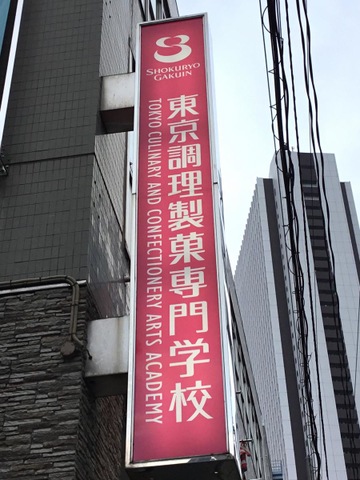 SHOKURYO
GAKUIN
東京調理製菓専門学校
TOKYO CULINARY AND CONFECTIONERY ARTS ACADEMY